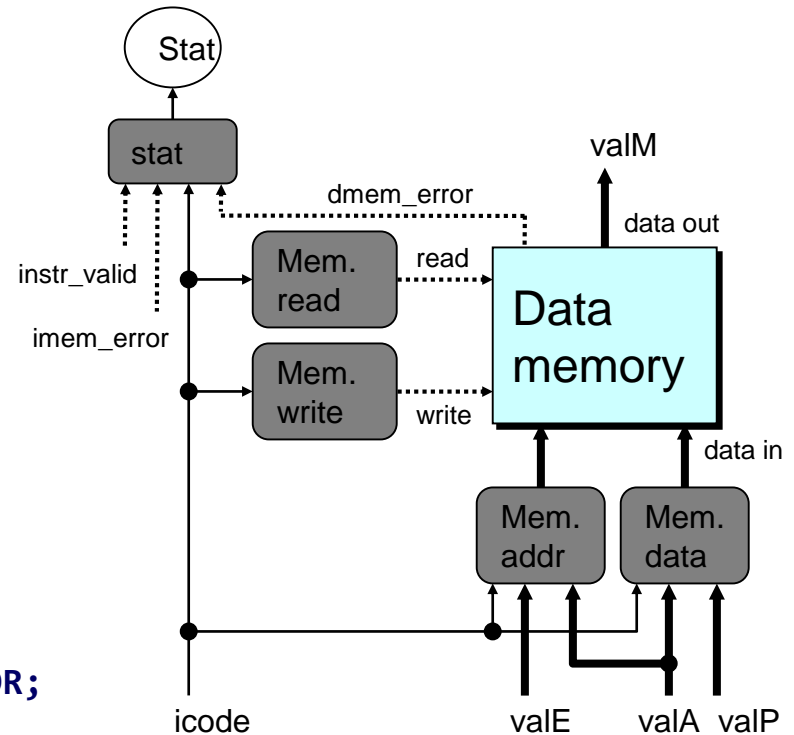 Stat
stat
valM
dmem_error
data out
instr_valid
imem_error
Mem.
read
read
Data
memory
Mem.
write
write
data in
Mem.
addr
Mem.
data
R;
icode
valE
valA
valP